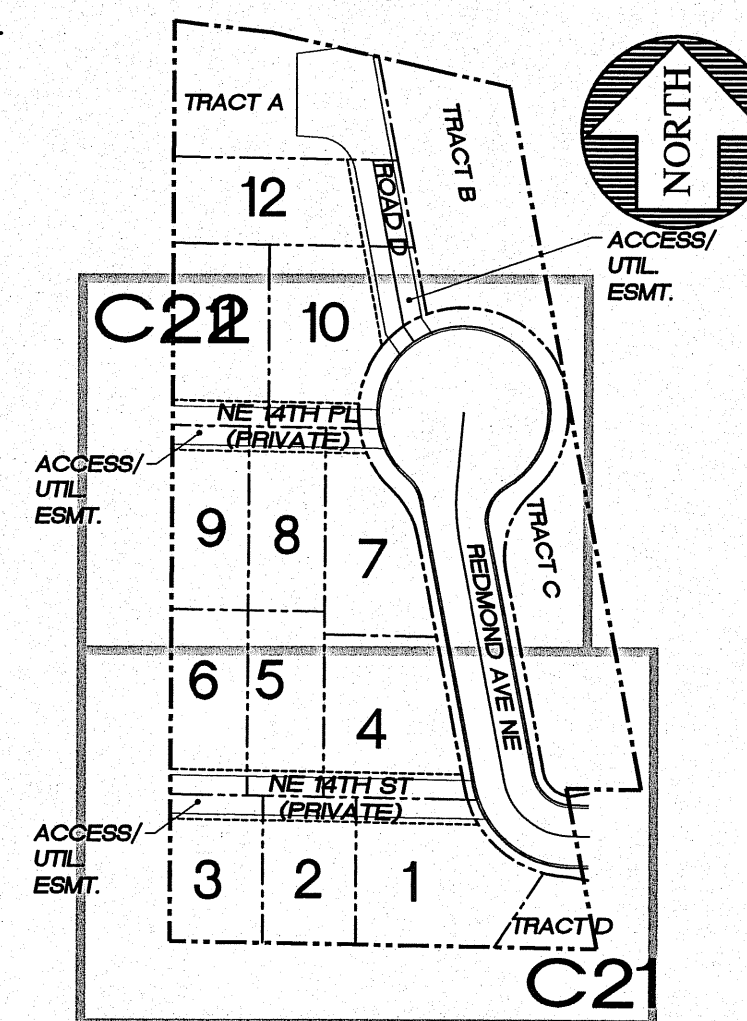 TRACT A
TRACT B
NORTH
12
ROAD D
ACCESS/
UTIL.
ESMT.
C22
11
10
NE 14TH PL
(PRIVATE)
ACCESS/
UTIL.
ESMT.
9
8
7
TRACT C
REDMOND AVE NE
6
5
4
NE 14TH ST
(PRIVATE)
ACCESS/
UTIL.
ESMT.
3
2
1
TRACT D
C21